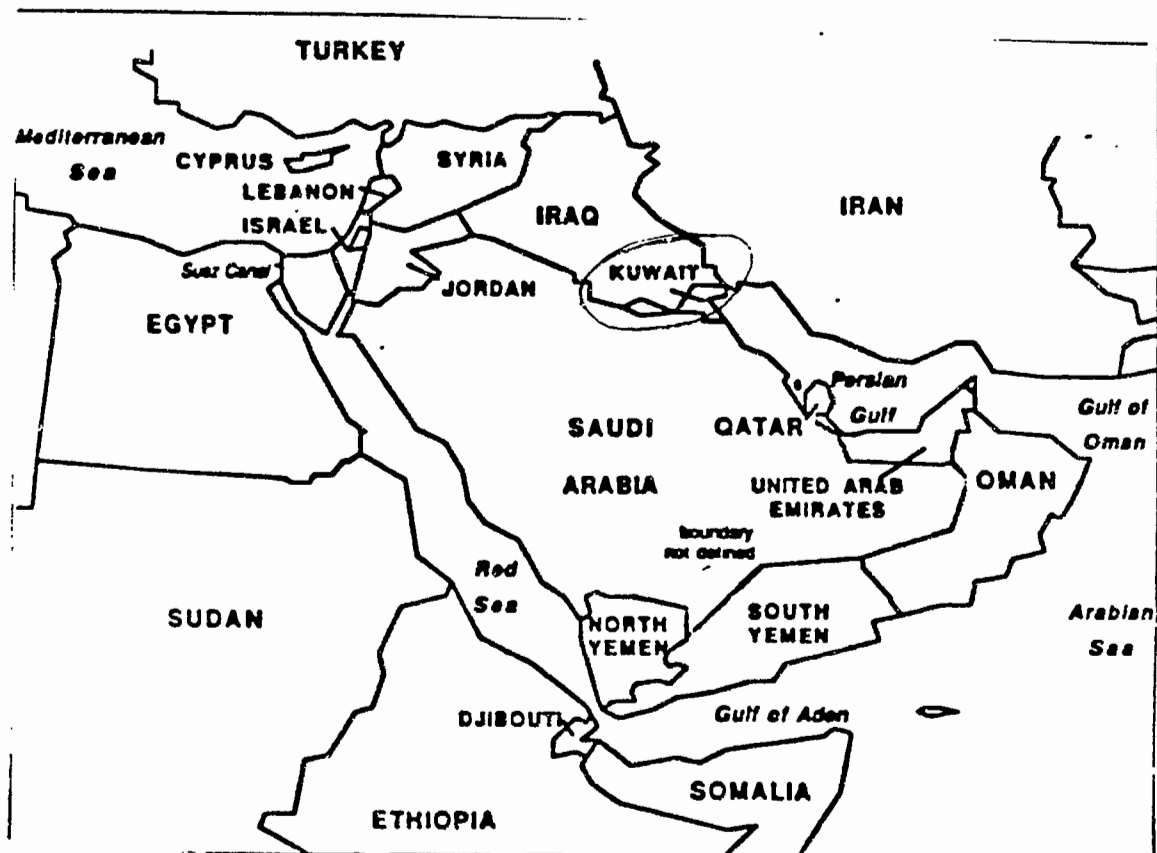 TURKEY
Mediterranean
Sea
CYPRUS
SYRIA
LEBANON
ISRAEL
IRAQ
IRAN
Suez Canal
KUWAIT
JORDAN
EGYPT
Persian
Gulf
Gulf of
Oman
SAUDI
ARABIA
QATAR
UNITED ARAB
EMIRATES
OMAN
Boundary
not defined
Red
Sea
SUDAN
NORTH
YEMEN
SOUTH
YEMEN
Arabian
Sea
DJIBOUTI
Gulf of Aden
SOMALIA
ETHIOPIA